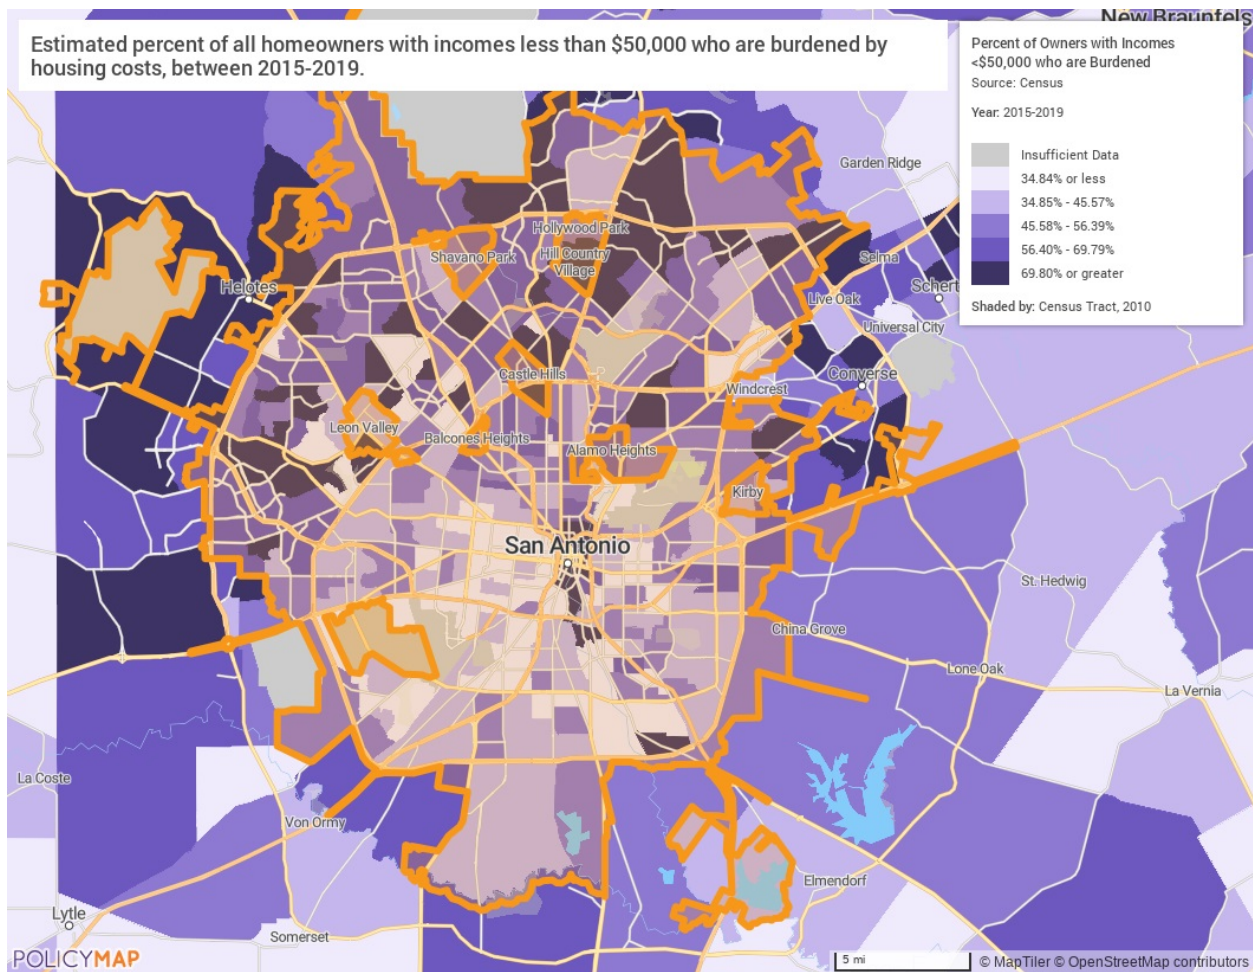 New Braunfels
Estimated percent of all homeowners with incomes less than $50,000 who are burdened by
housing costs, between 2015-2019.
Percent of Owners with Incomes
<$50,000 who are Burdened
Source: Census
Year: 2015-2019
Insufficient Data
34.84% or less
34.85% - 45.57%
45.58% - 56.39%
56.40% - 69.79%
69.80% or greater
Shaded by: Census Tract, 2010
Garden Ridge
Hollywood Park
Shavano Park
Hill Country
Village
Selma
Helotes
Schert
Live Oak
Universal City
Castle Hills
Converse
Windcrest
Leon Valley
Balcones Heights
Alamo Heights
Kirby
San Antonio
St. Hedwig
China Grove
Lone Oak
La Vernia
La Coste
Von Ormy
Elmendorf
Lytle
Somerset
POLICYMAP
5 mi
© MapTiler © OpenStreetMap contributors